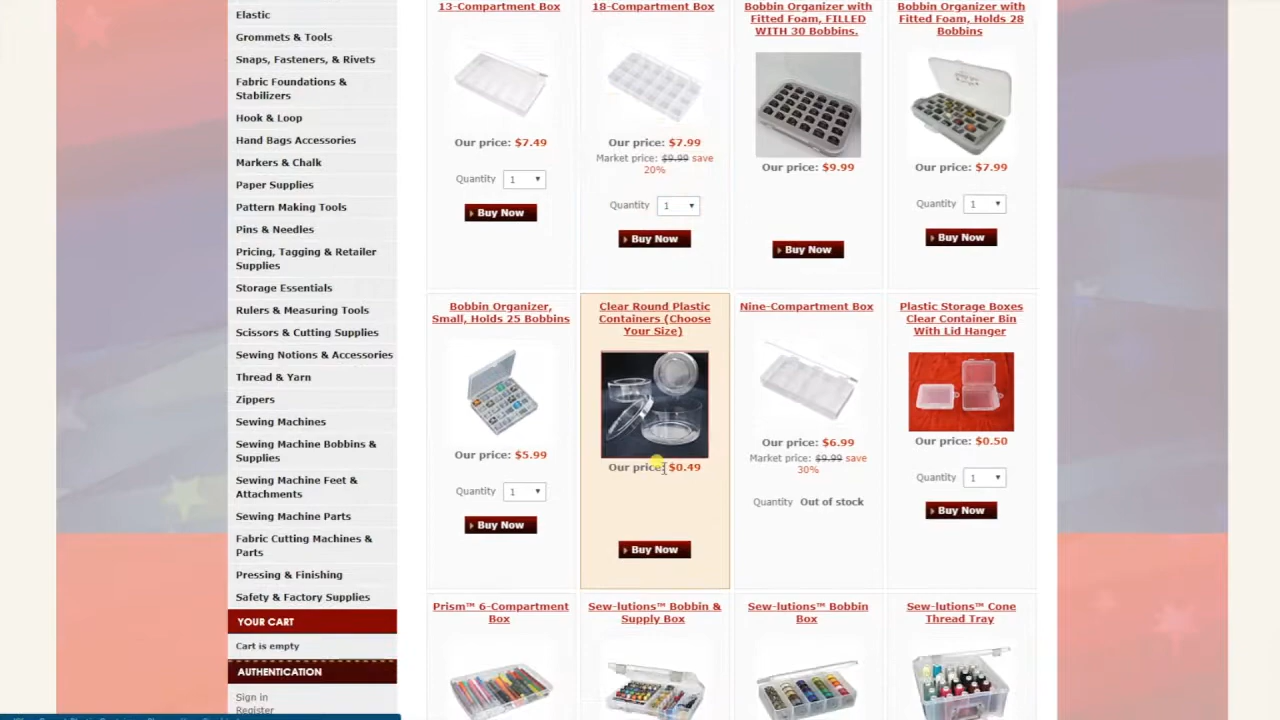 Elastic
Grommets & Tools
Snaps, Fasteners, & Rivets
Fabric Foundations &
Stabilizers
Hook & Loop
Hand Bags Accessories
Markers & Chalk
Paper Supplies
Pattern Making Tools
Pins & Needles
Pricing, Tagging & Retailer
Supplies
Storage Essentials
Rulers & Measuring Tools
Scissors & Cutting Supplies
Sewing Notions & Accessories
Thread & Yarn
Zippers
Sewing Machines
Sewing Machine Bobbins &
Supplies
Sewing Machine Feet &
Attachments
Sewing Machine Parts
Fabric Cutting Machines &
Parts
Pressing & Finishing
Safety & Factory Supplies
YOUR CART
Cart is empty
AUTHENTICATION
Sign in
Register
13-Compartment Box
Our price: $7.49
Quantity 1
Buy Now
18-Compartment Box
Our price: $7.99
Market price: $9.99 save
20%
Quantity 1
Buy Now
Bobbin Organizer with
Fitted Foam, FILLED
WITH 30 Bobbins.
Our price: $9.99
Buy Now
Bobbin Organizer with
Fitted Foam, Holds 28
Bobbins
Our price: $7.99
Quantity 1
Buy Now
Bobbin Organizer,
Small, Holds 25 Bobbins
Our price: $5.99
Quantity 1
Buy Now
Clear Round Plastic
Containers (Choose
Your Size)
Our price: $0.49
Buy Now
Nine-Compartment Box
Our price: $6.99
Market price: $9.99 save
30%
Quantity Out of stock
Plastic Storage Boxes
Clear Container Bin
With Lid Hanger
Our price: $0.50
Quantity 1
Buy Now
Prism™ 6-Compartment
Box
Sew-lutions™ Bobbin &
Supply Box
Sew-lutions™ Bobbin
Box
Sew-lutions™ Cone
Thread Tray